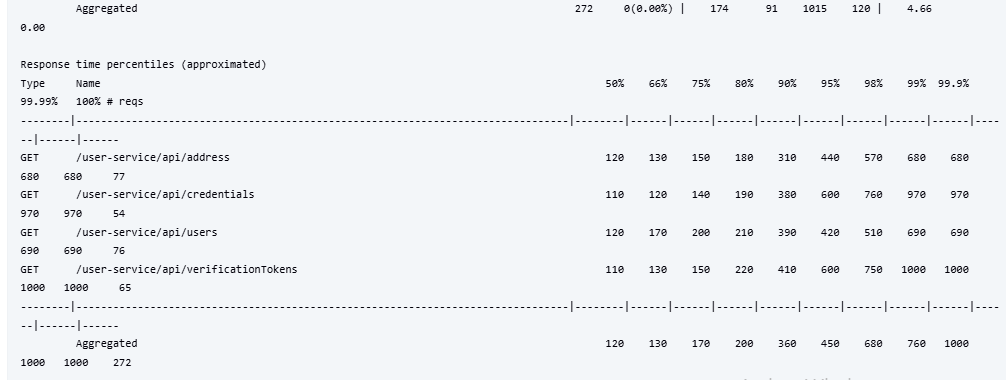 Aggregated 272 0(0.00%) | 174 91 1015 120 | 4.66
0.00
Response time percentiles (approximated)
Type Name 50% 66% 75% 80% 90% 95% 98% 99% 99.9%
99.99% 100% # reqs
--------|--------------------------------------------------------------------------------|--------|------|------|------|------|------|------|------|------|----
--|------|------
GET /user-service/api/address 120 130 150 180 310 440 570 680 680
680 680 77
GET /user-service/api/credentials 110 120 140 190 380 600 760 970 970
970 970 54
GET /user-service/api/users 120 170 200 210 390 420 510 690 690
690 690 76
GET /user-service/api/verificationTokens 110 130 150 220 410 600 750 1000 1000
1000 1000 65
--------|--------------------------------------------------------------------------------|--------|------|------|------|------|------|------|------|------|----
--|------|------
Aggregated 120 130 170 200 360 450 680 760 1000
1000 1000 272